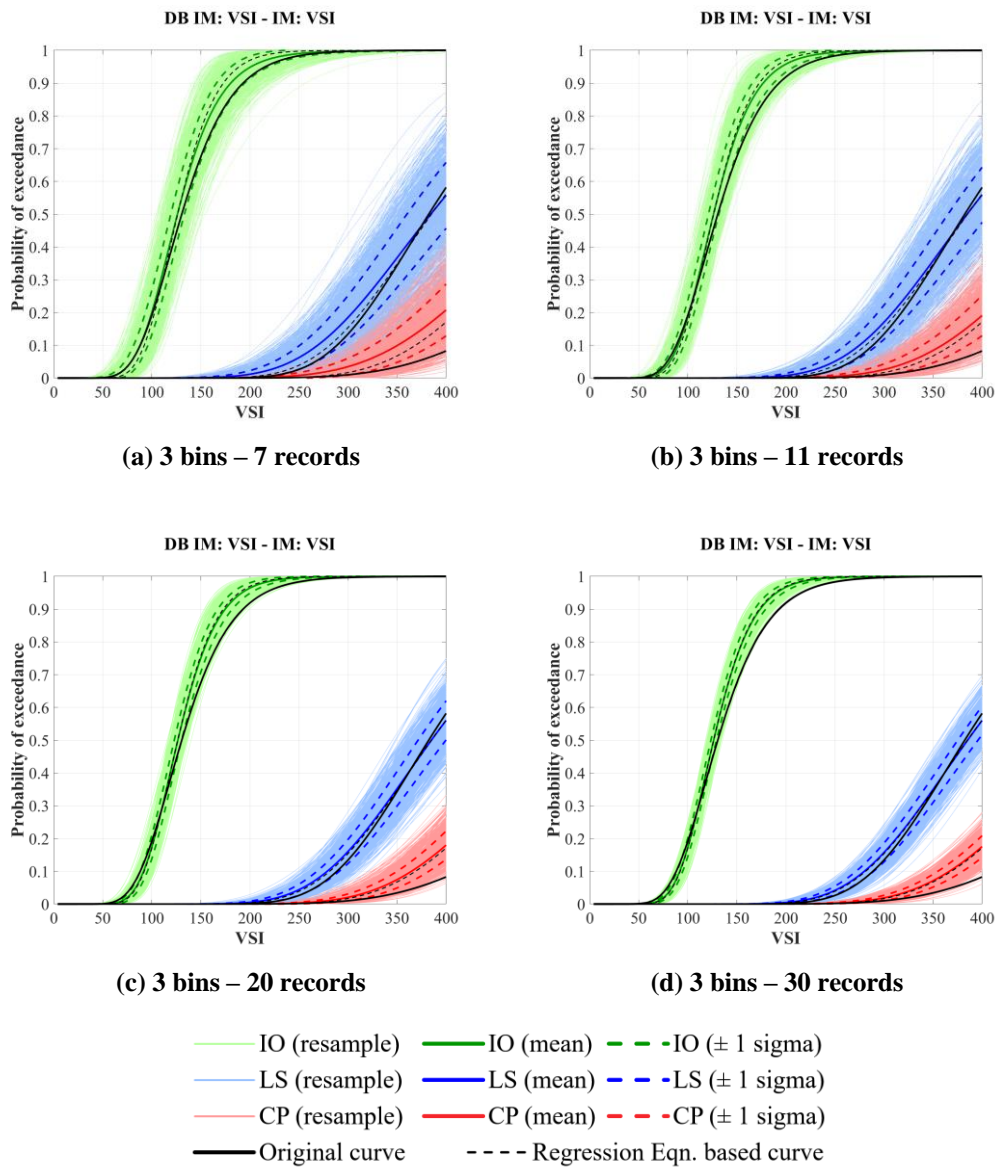 DB IM: VSI - IM: VSI
DB IM: VSI - IM: VSI
Probability of exceedance
1
0.9
0.8
0.7
0.6
0.5
0.4
0.3
0.2
0.1
0
0 50 100 150 200 250 300 350 400
VSI
Probability of exceedance
1
0.9
0.8
0.7
0.6
0.5
0.4
0.3
0.2
0.1
0
0 50 100 150 200 250 300 350 400
VSI
(a) 3 bins – 7 records
(b) 3 bins – 11 records
DB IM: VSI - IM: VSI
DB IM: VSI - IM: VSI
Probability of exceedance
1
0.9
0.8
0.7
0.6
0.5
0.4
0.3
0.2
0.1
0
0 50 100 150 200 250 300 350 400
VSI
Probability of exceedance
1
0.9
0.8
0.7
0.6
0.5
0.4
0.3
0.2
0.1
0
0 50 100 150 200 250 300 350 400
VSI
(c) 3 bins – 20 records
(d) 3 bins – 30 records
IO (resample) IO (mean) IO (± 1 sigma)
LS (resample) LS (mean) LS (± 1 sigma)
CP (resample) CP (mean) CP (± 1 sigma)
Original curve Regression Eqn. based curve